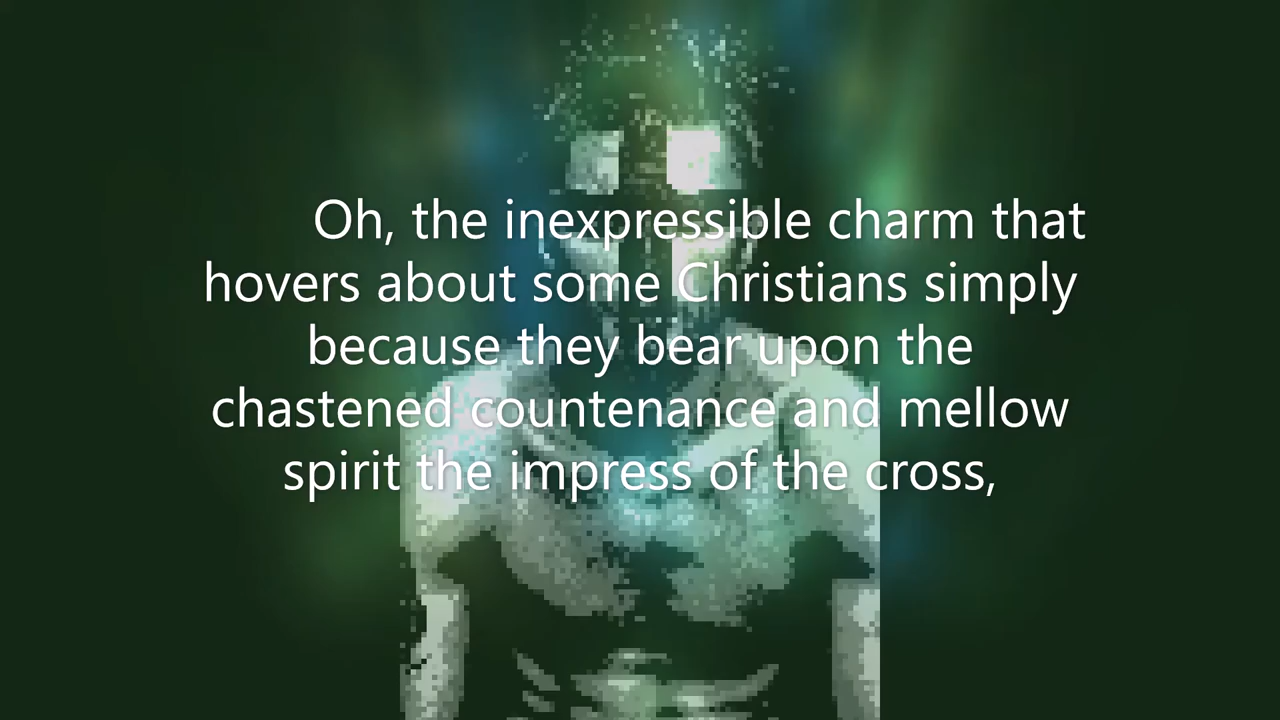 Oh, the inexpressible charm that
hovers about some Christians simply
because they bear upon the
chastened countenance and mellow
spirit the impress of the cross,